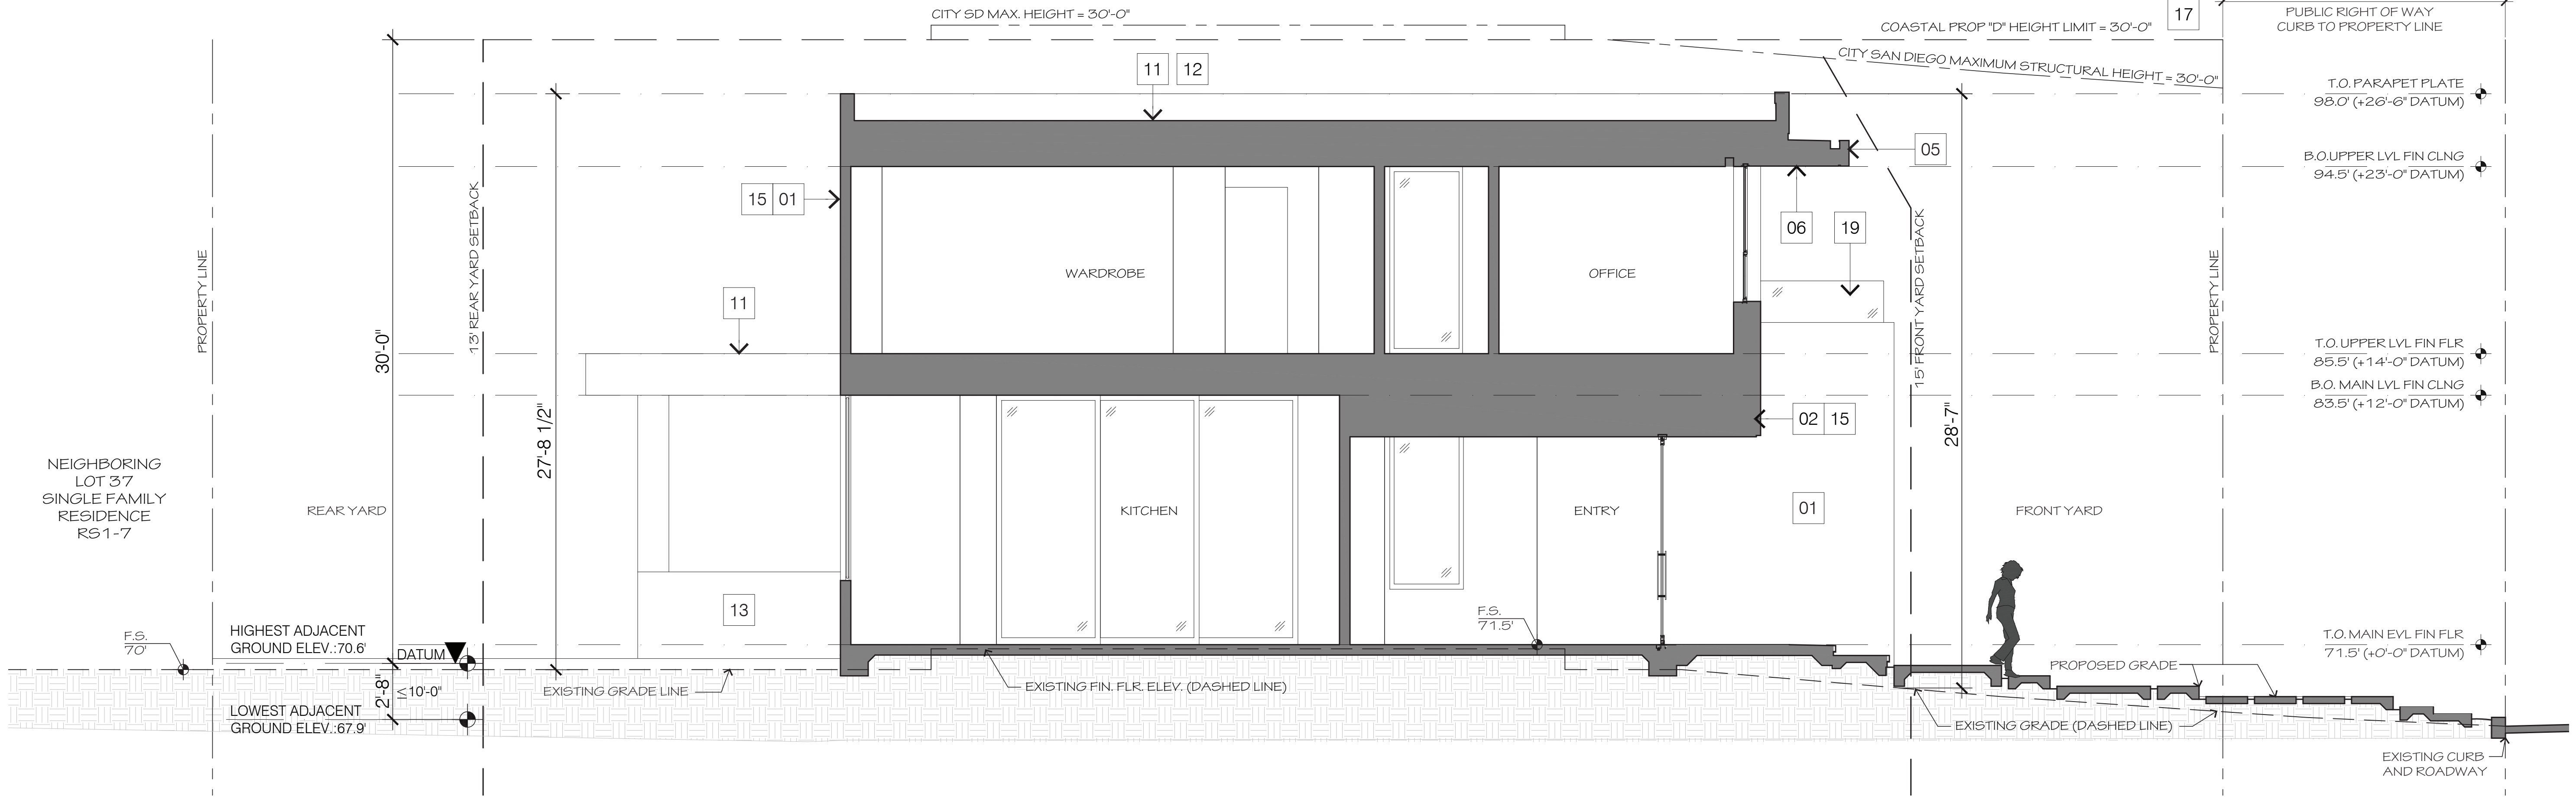 CITY SD MAX. HEIGHT = 30'-0"
17
PUBLIC RIGHT OF WAY
CURB TO PROPERTY LINE
COASTAL PROP "D" HEIGHT LIMIT = 30'-0"
CITY SAN DIEGO MAXIMUM STRUCTURAL HEIGHT = 30'-0"
11 12
T.O. PARAPET PLATE
98.0' (+26'-6" DATUM)
05
B.O.UPPER LVL FIN CLNG
94.5' (+23'-0" DATUM)
15 01
06
19
PROPERTY LINE
13' REAR YARD SETBACK
WARDROBE
OFFICE
15' FRONT YARD SETBACK
PROPERTY LINE
11
30'-0"
T.O. UPPER LVL FIN FLR
85.5' (+14'-0" DATUM)
B.O. MAIN LVL FIN CLNG
83.5' (+12'-0" DATUM)
27'-8 1/2"
02 15
28'-7"
NEIGHBORING
LOT 37
SINGLE FAMILY
RESIDENCE
RS1-7
REAR YARD
KITCHEN
ENTRY
01
FRONT YARD
13
F.S.
71.5'
F.S.
70'
HIGHEST ADJACENT
GROUND ELEV.:70.6'
DATUM
T.O. MAIN EVL FIN FLR
71.5' (+0'-0" DATUM)
PROPOSED GRADE
2'-8"
≤10'-0"
EXISTING GRADE LINE
EXISTING FIN. FLR. ELEV. (DASHED LINE)
LOWEST ADJACENT
GROUND ELEV.:67.9'
EXISTING GRADE (DASHED LINE)
EXISTING CURB
AND ROADWAY